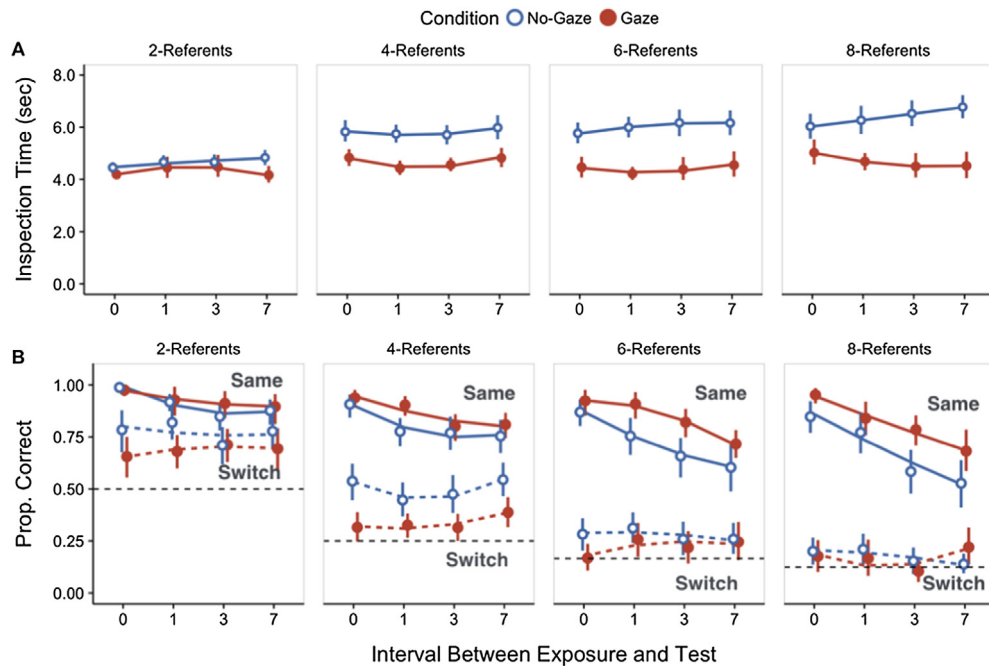 Condition No-Gaze Gaze
A
2-Referents 4-Referents 6-Referents 8-Referents
Inspection Time (sec)
8.0
6.0
4.0
2.0
0.0
0 1 3 7 0 1 3 7 0 1 3 7 0 1 3 7
B
2-Referents 4-Referents 6-Referents 8-Referents
Prop. Correct
1.00
0.75
0.50
0.25
0.00
Same Same Same Same
Switch Switch Switch Switch
0 1 3 7 0 1 3 7 0 1 3 7 0 1 3 7
Interval Between Exposure and Test